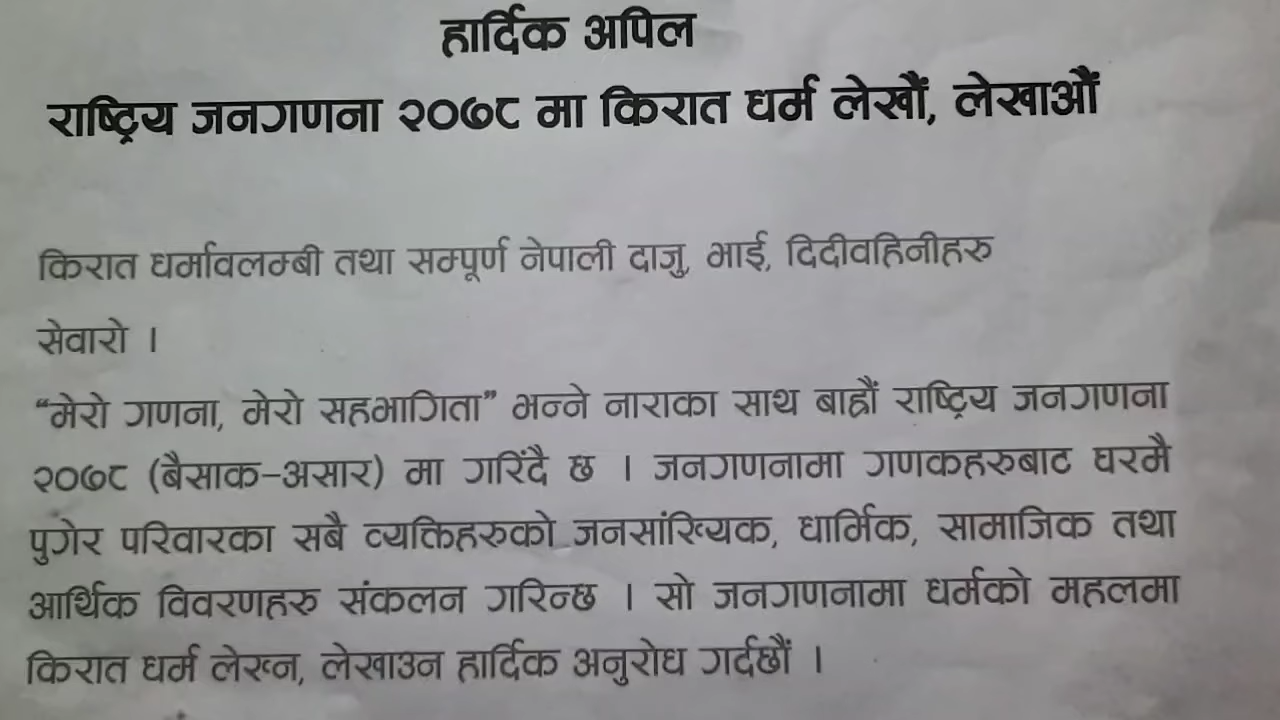 हार्दिक अपिल
राष्ट्रिय जनगणना २०७८ मा किरात धर्म लेखौं, लेखाऔं
किरात धर्मावलम्बी तथा सम्पूर्ण नेपाली दाजु, भाई, दिदीवहिनीहरु
सेवारो ।
“मेरो गणना, मेरो सहभागिता” भन्ने नाराका साथ बाह्रौं राष्ट्रिय जनगणना
२०७८ (बैसाक-असार) मा गरिंदै छ । जनगणनामा गणकहरुबाट घरमै
पुगेर परिवारका सबै व्यक्तिहरुको जनसांख्यिक, धार्मिक, सामाजिक तथा
आर्थिक विवरणहरु संकलन गरिन्छ । सो जनगणनामा धर्मको महलमा
किरात धर्म लेख्न, लेखाउन हार्दिक अनुरोध गर्दछौं ।